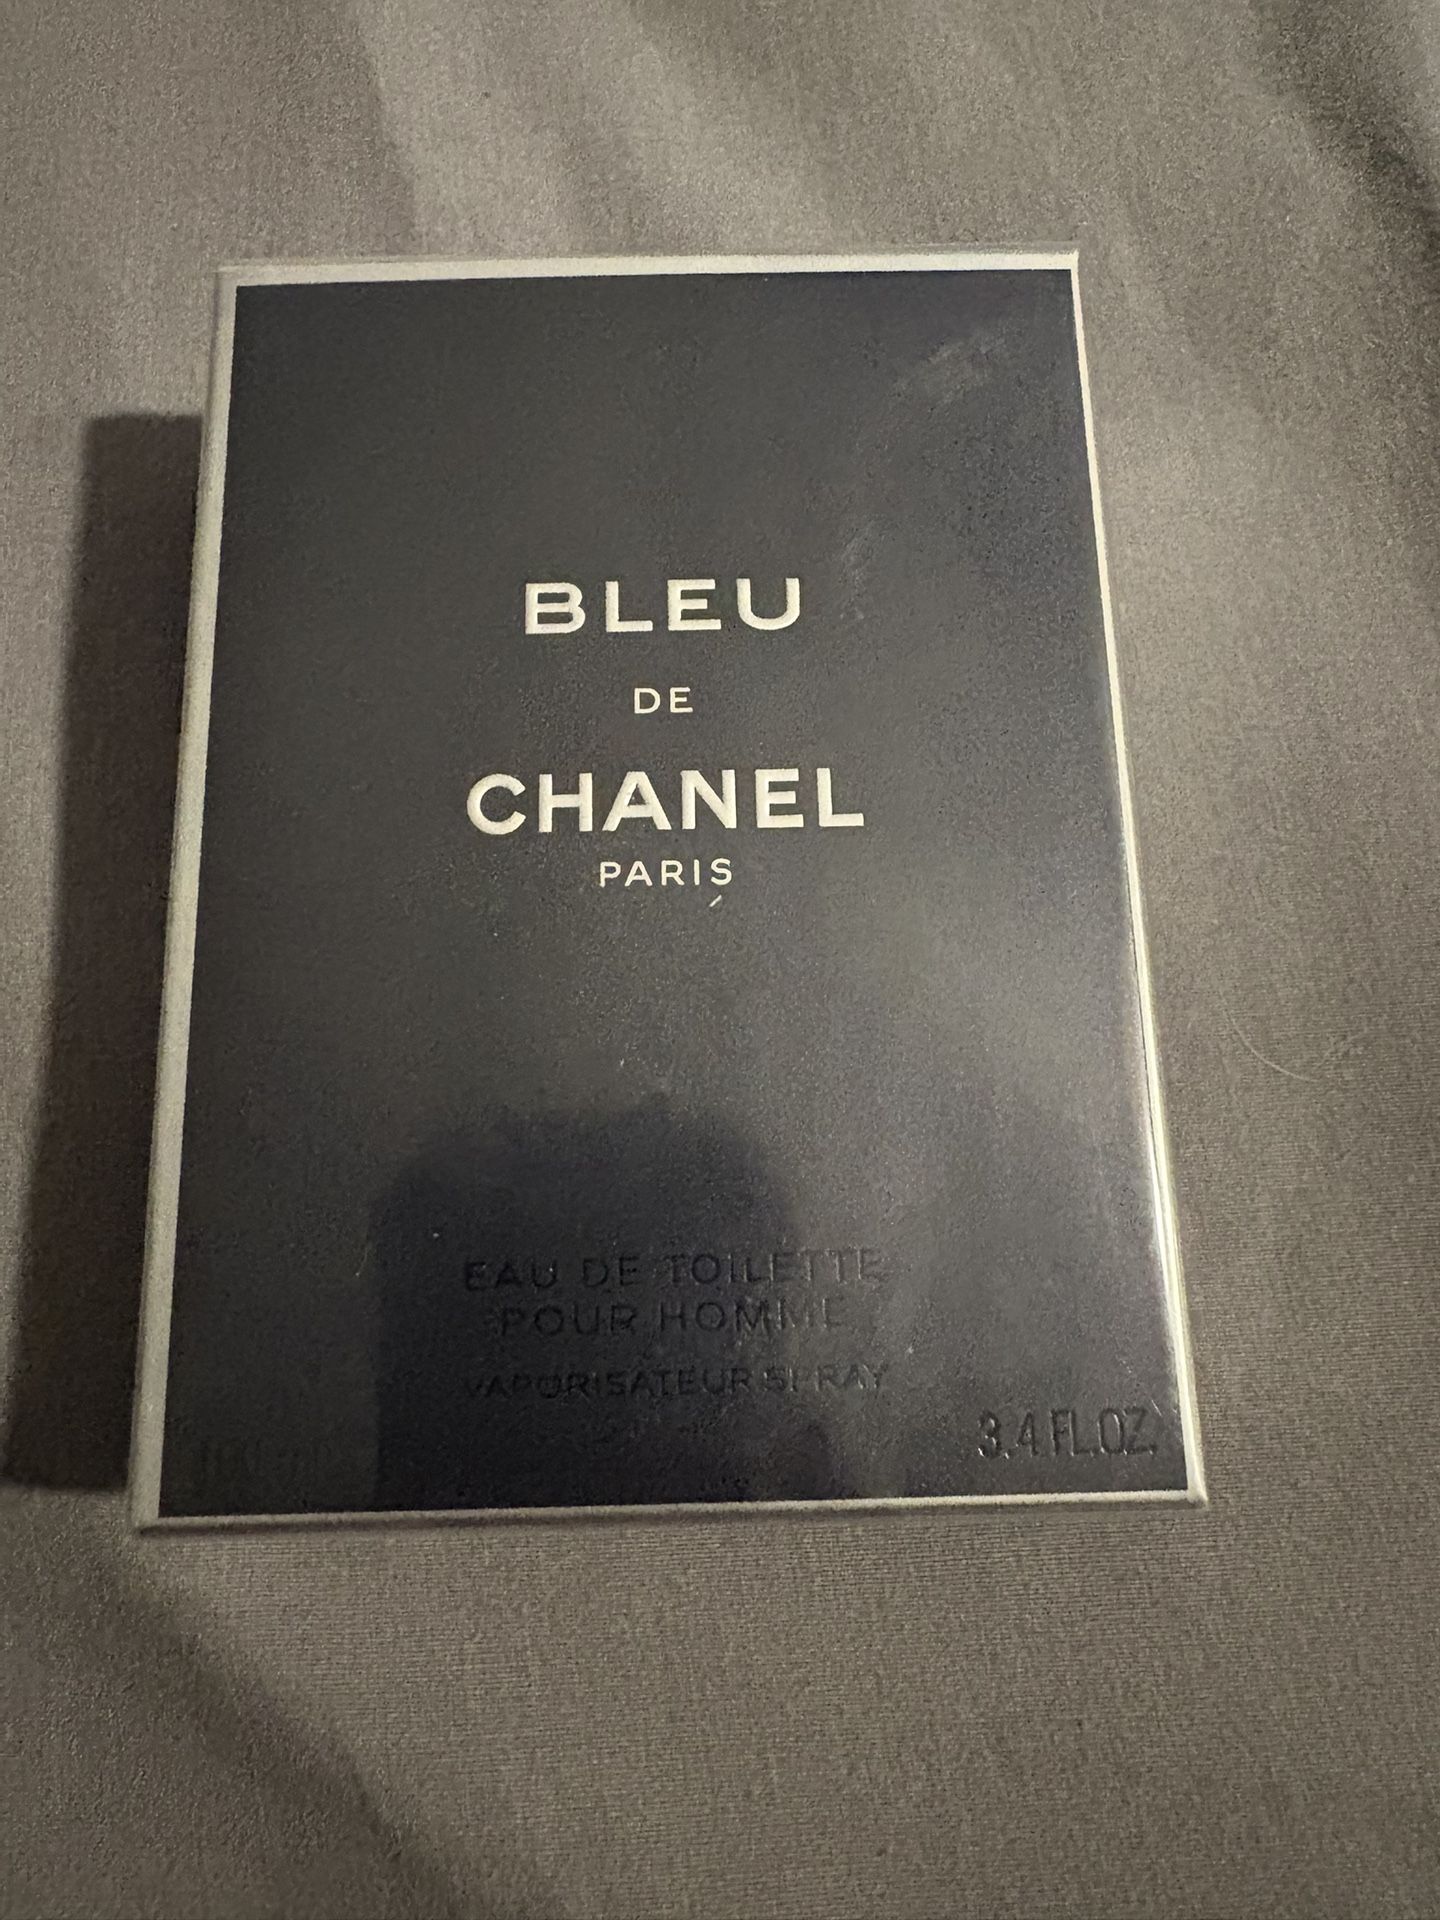 BLEU
DE
CHANEL
PARIS
EAU DE TOILETTE
POUR HOMME
VAPORISATEUR SPRAY
3.4 FL.OZ.